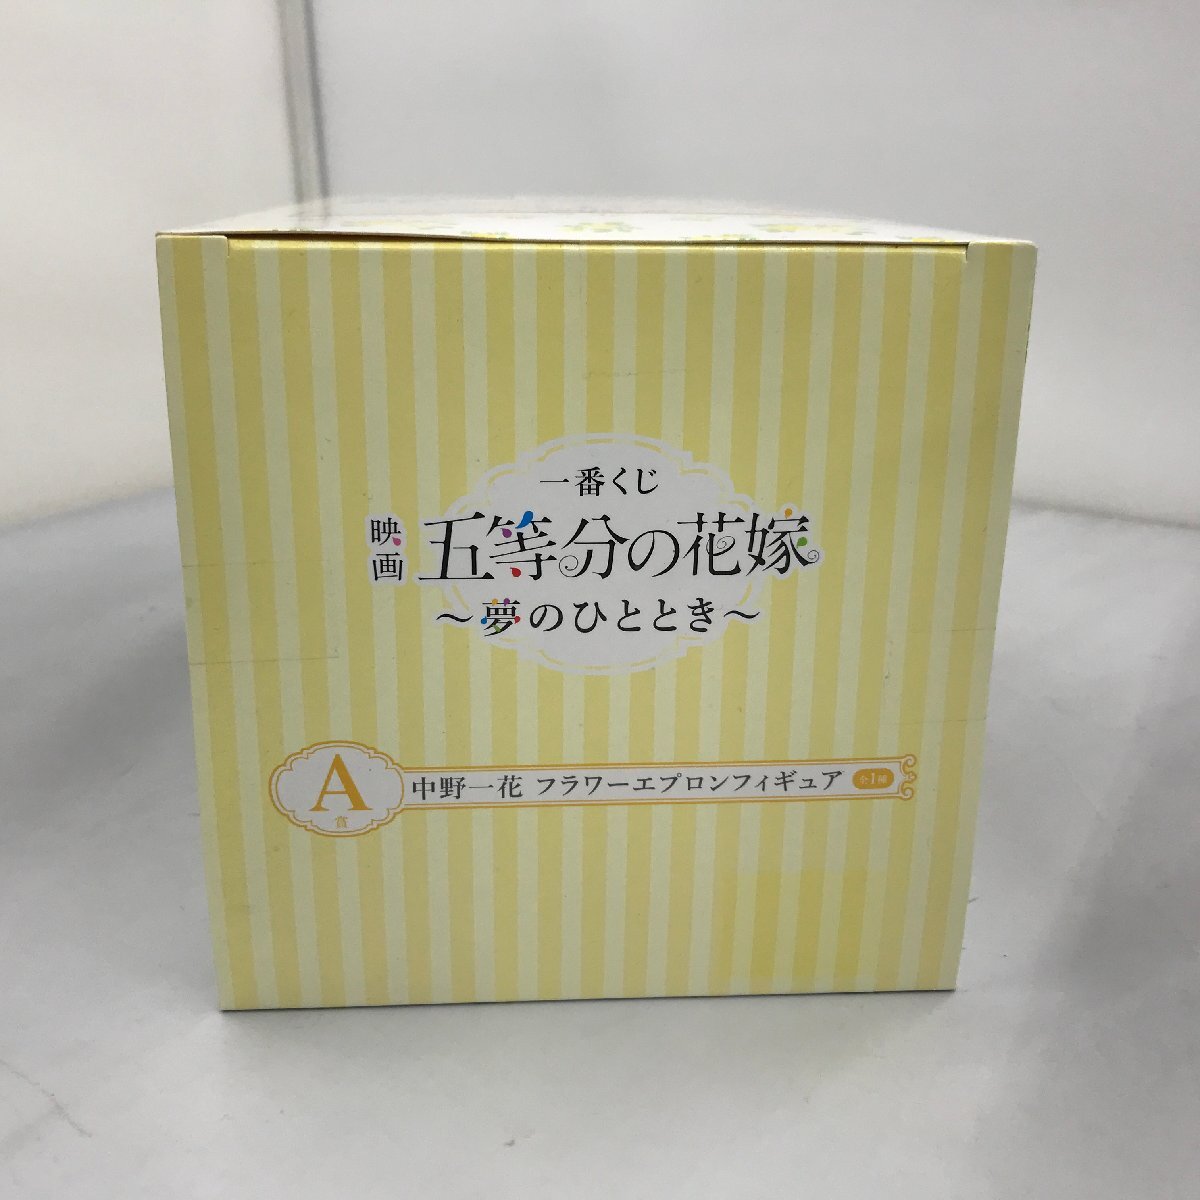 一番くじ
映画 五等分の花嫁
～夢のひととき～
A賞 中野一花 フラワーエプロンフィギュア 全1種